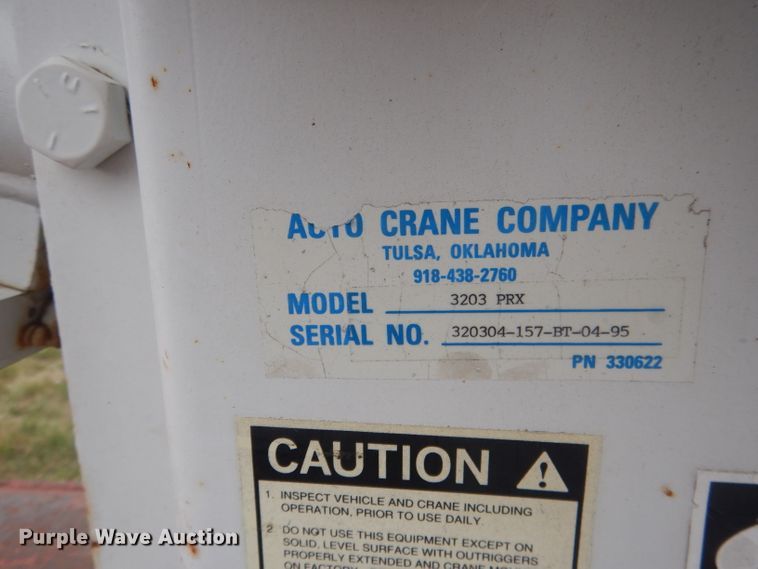 AUTO CRANE COMPANY
TULSA, OKLAHOMA
918-438-2760
MODEL 3203 PRX
SERIAL NO. 320304-157-BT-04-95
PN 330622
CAUTION
1. INSPECT VEHICLE AND CRANE INCLUDING
OPERATION, PRIOR TO USE DAILY.
2. DO NOT USE THIS EQUIPMENT EXCEPT ON
SOLID, LEVEL SURFACE WITH OUTRIGGERS
PROPERLY EXTENDED AND CRANE
ON FACTORY
Purple Wave Auction